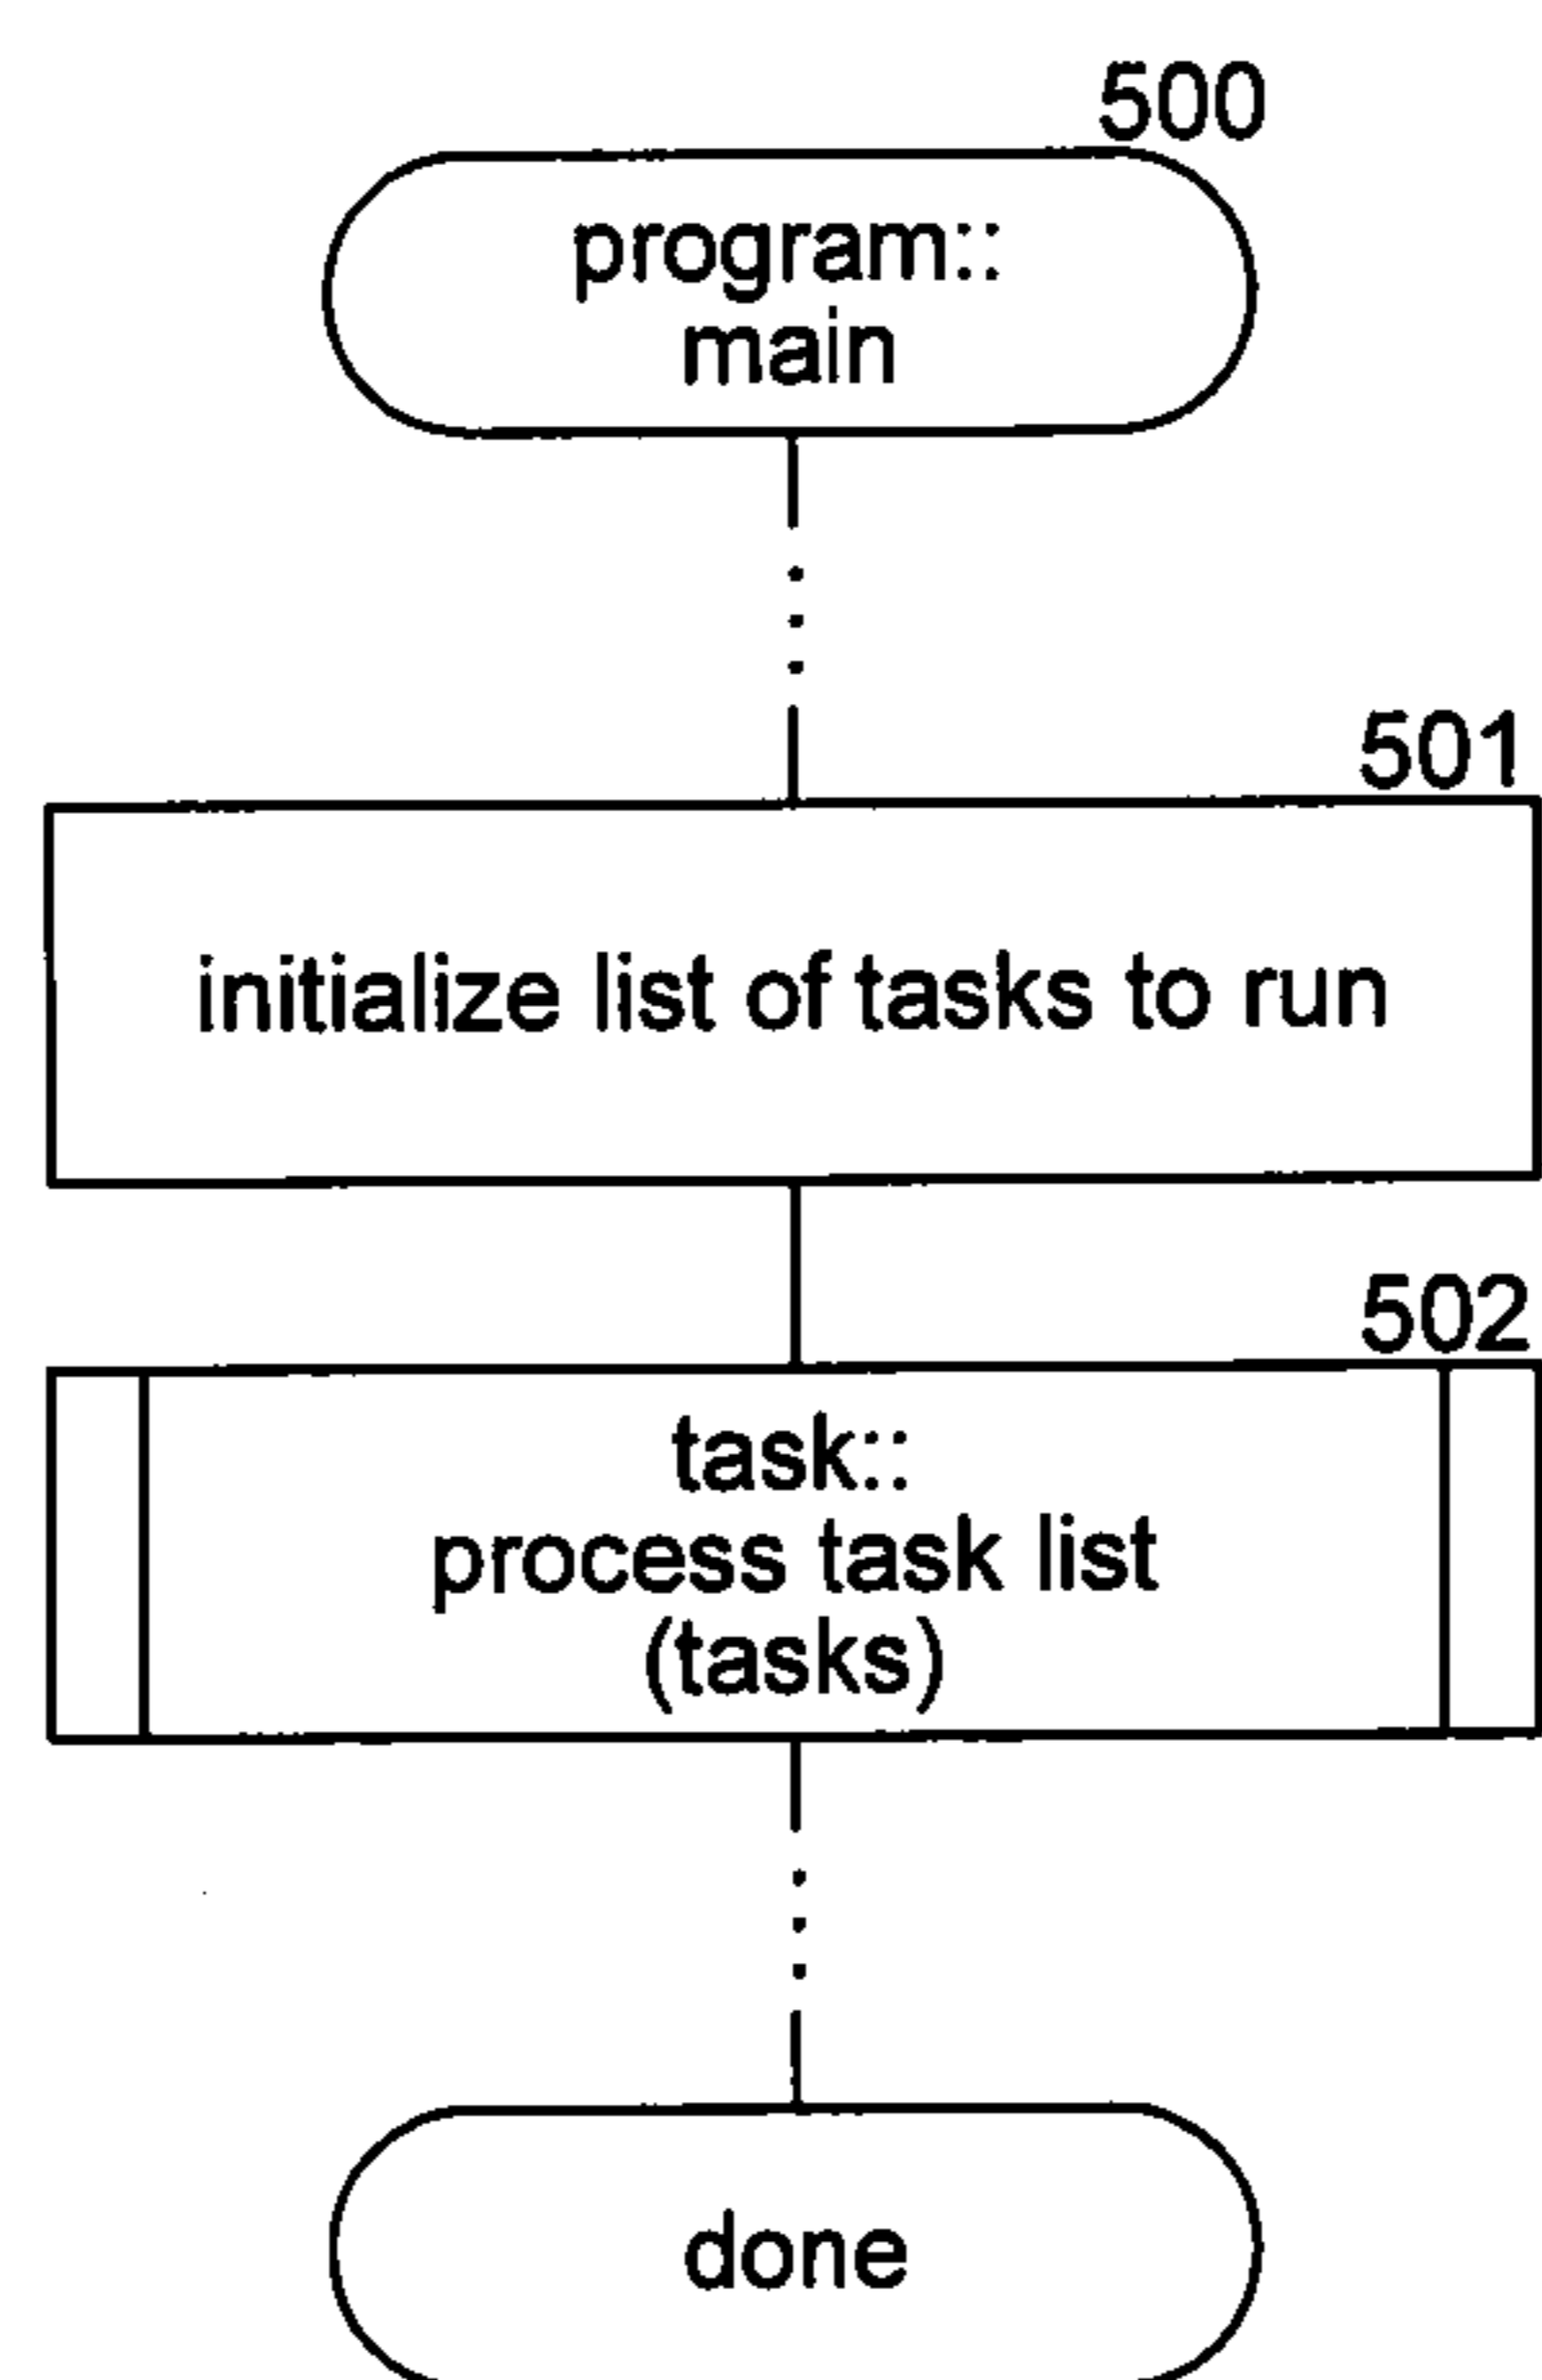 500
program::
main
501
initialize list of tasks to run
502
task::
process task list
(tasks)
done